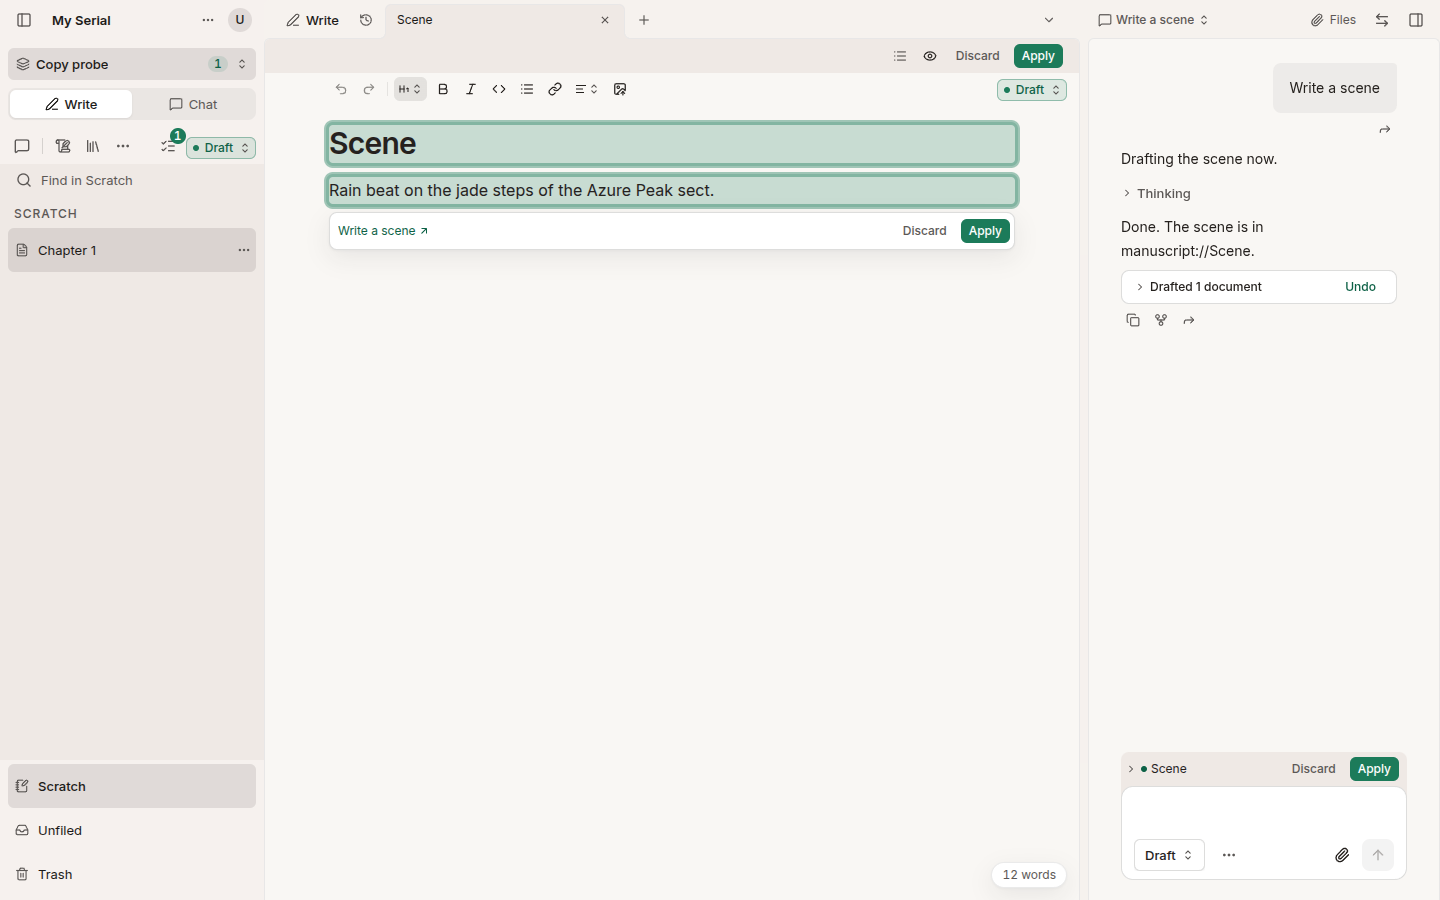 My Serial
U
Write
Scene
Write a scene
Files
Copy probe
1
Discard
Apply
Write
Chat
H1
Draft
1
Draft
Find in Scratch
SCRATCH
Chapter 1
Scene
Rain beat on the jade steps of the Azure Peak sect.
Write a scene
Discard
Apply
Write a scene
Drafting the scene now.
Thinking
Done. The scene is in
manuscript://Scene.
Drafted 1 document
Undo
Scene
Discard
Apply
Draft
Scratch
Unfiled
Trash
12 words